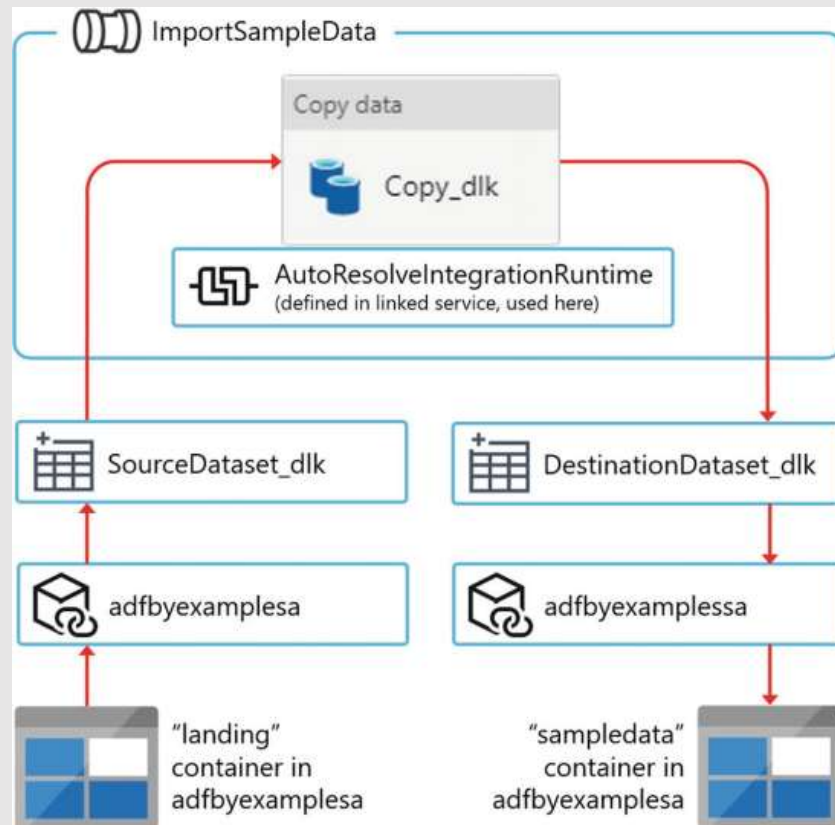 ImportSampleData
Copy data
Copy_dlk
AutoResolveIntegrationRuntime
(defined in linked service, used here)
SourceDataset_dlk
DestinationDataset_dlk
adfbyexamplesa
adfbyexamplessa
"landing"
container in
adfbyexamplesa
"sampledata"
container in
adfbyexamplesa